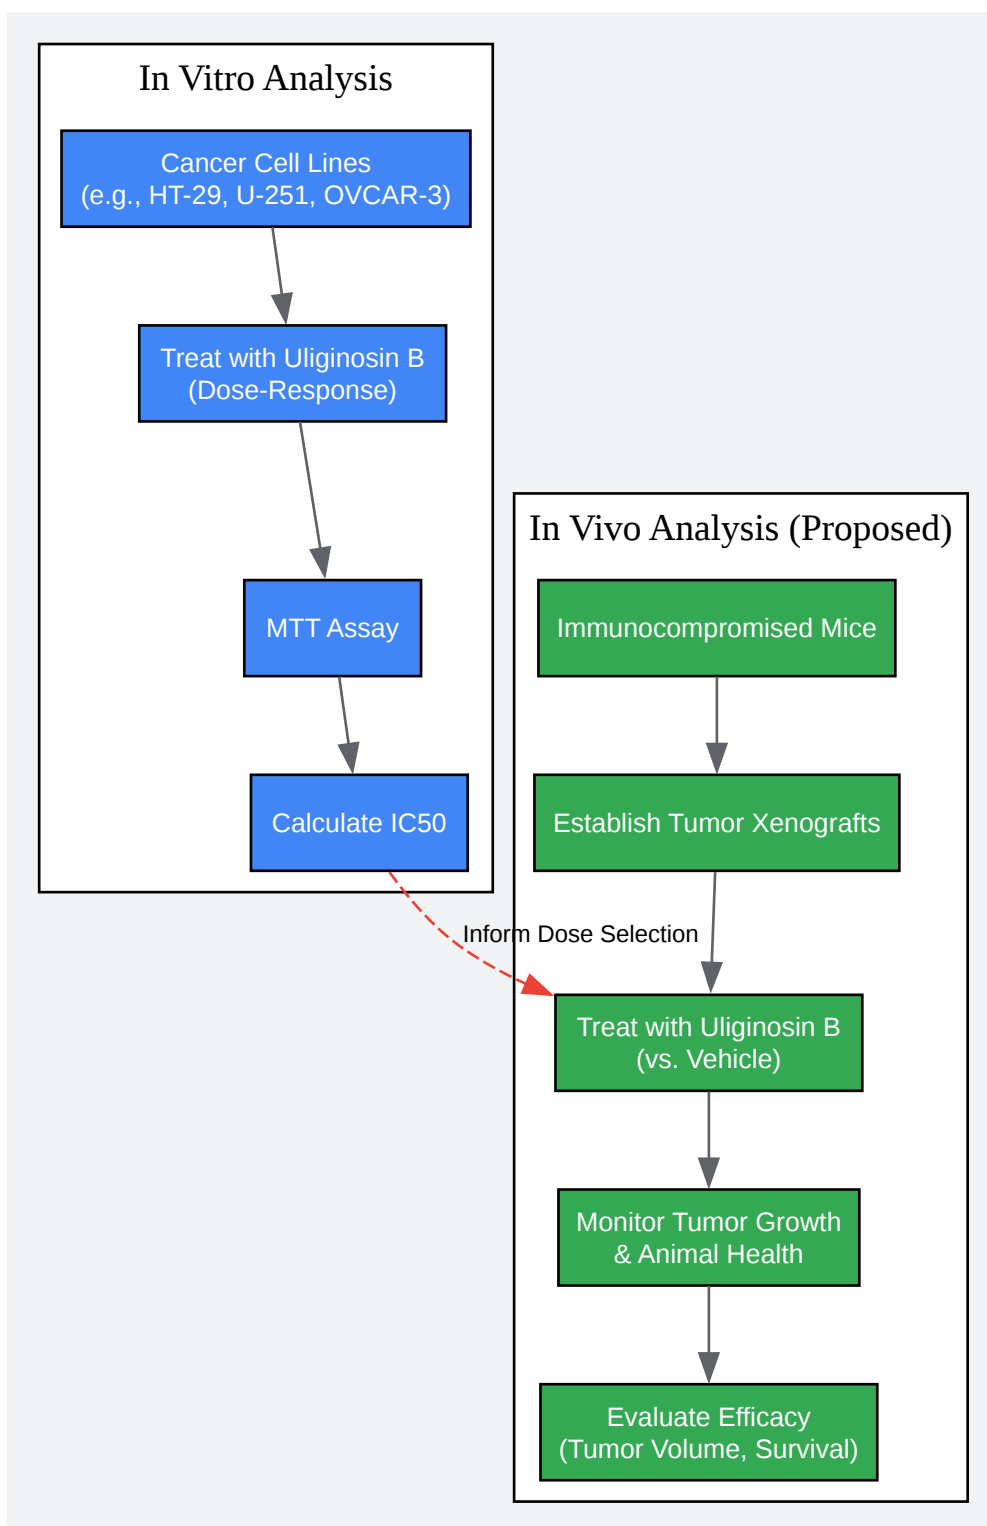 In Vitro Analysis
Cancer Cell Lines
(e.g., HT-29, U-251, OVCAR-3)
Treat with Uliginosin B
(Dose-Response)
MTT Assay
Calculate IC50
Inform Dose Selection
In Vivo Analysis (Proposed)
Immunocompromised Mice
Establish Tumor Xenografts
Treat with Uliginosin B
(vs. Vehicle)
Monitor Tumor Growth
& Animal Health
Evaluate Efficacy
(Tumor Volume, Survival)